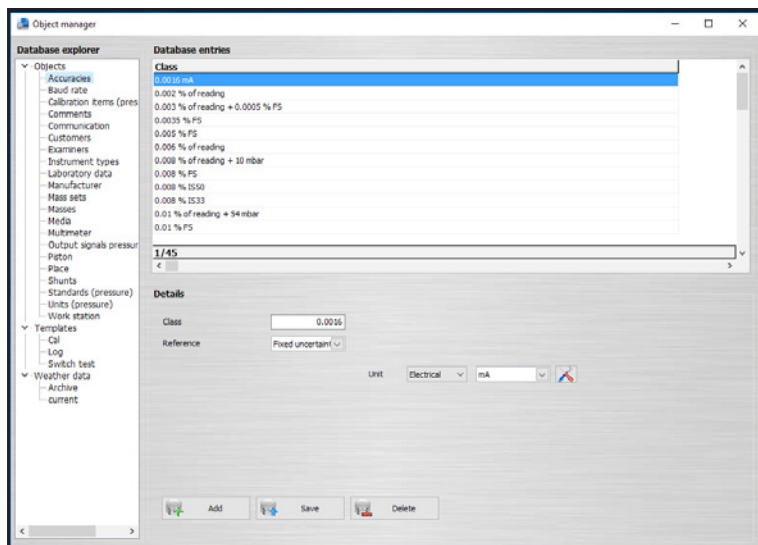 Object manager
Database explorer
Objects
Accuracies
Baud rate
Calibration items (pres
Comments
Communication
Customers
Examiners
Instrument types
Laboratory data
Manufacturer
Mass sets
Masses
Media
Multimeter
Output signals pressur
Piston
Place
Shunts
Standards (pressure)
Units (pressure)
Work station
Templates
Cal
Log
Switch test
Weather data
Archive
current
Database entries
Class
0.0016 mA
0.002 % of reading
0.003 % of reading + 0.0005 % FS
0.0035 % FS
0.005 % FS
0.006 % of reading
0.008 % of reading + 10 mbar
0.008 % FS
0.008 % IS50
0.008 % IS33
0.01 % of reading + 54 mbar
0.01 % FS
1/45
Details
Class 0.0016
Reference Fixed uncertaint
Unit Electrical mA
Add Save Delete